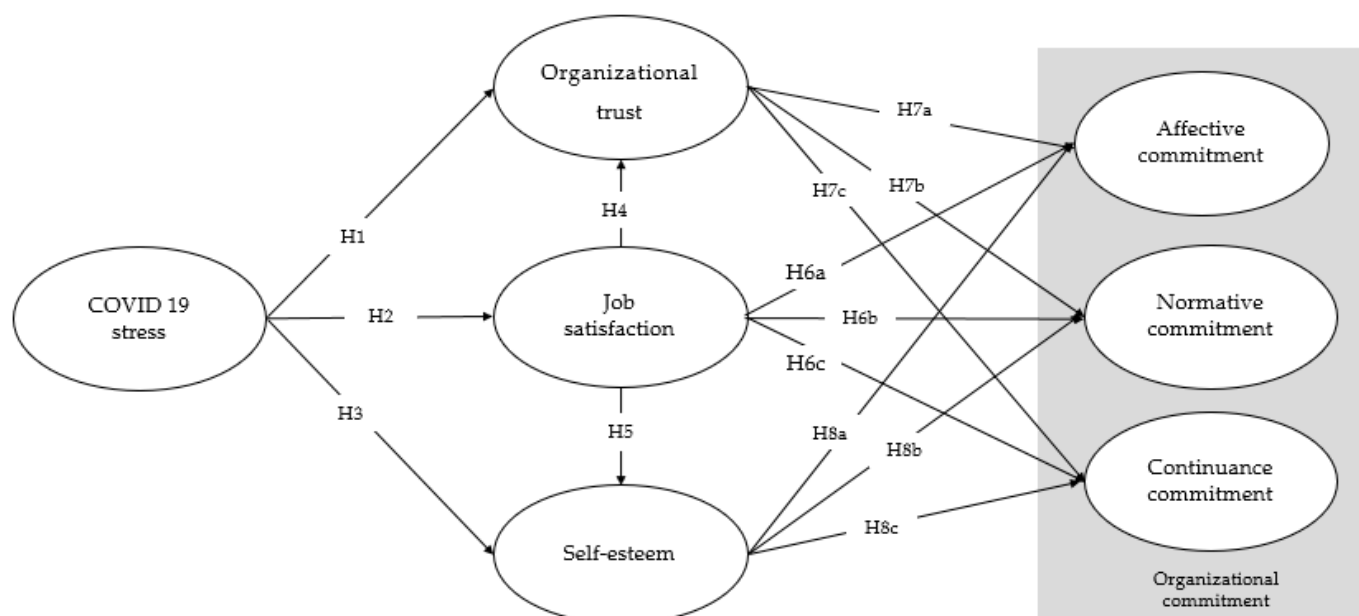 Organizational
trust
Affective
commitment
H7a
H7b
H7c
H4
H1
H6a
COVID 19
stress
H2
Job
satisfaction
H6b
Normative
commitment
H6c
H3
H5
H8a
H8b
Continuance
commitment
H8c
Self-esteem
Organizational
commitment